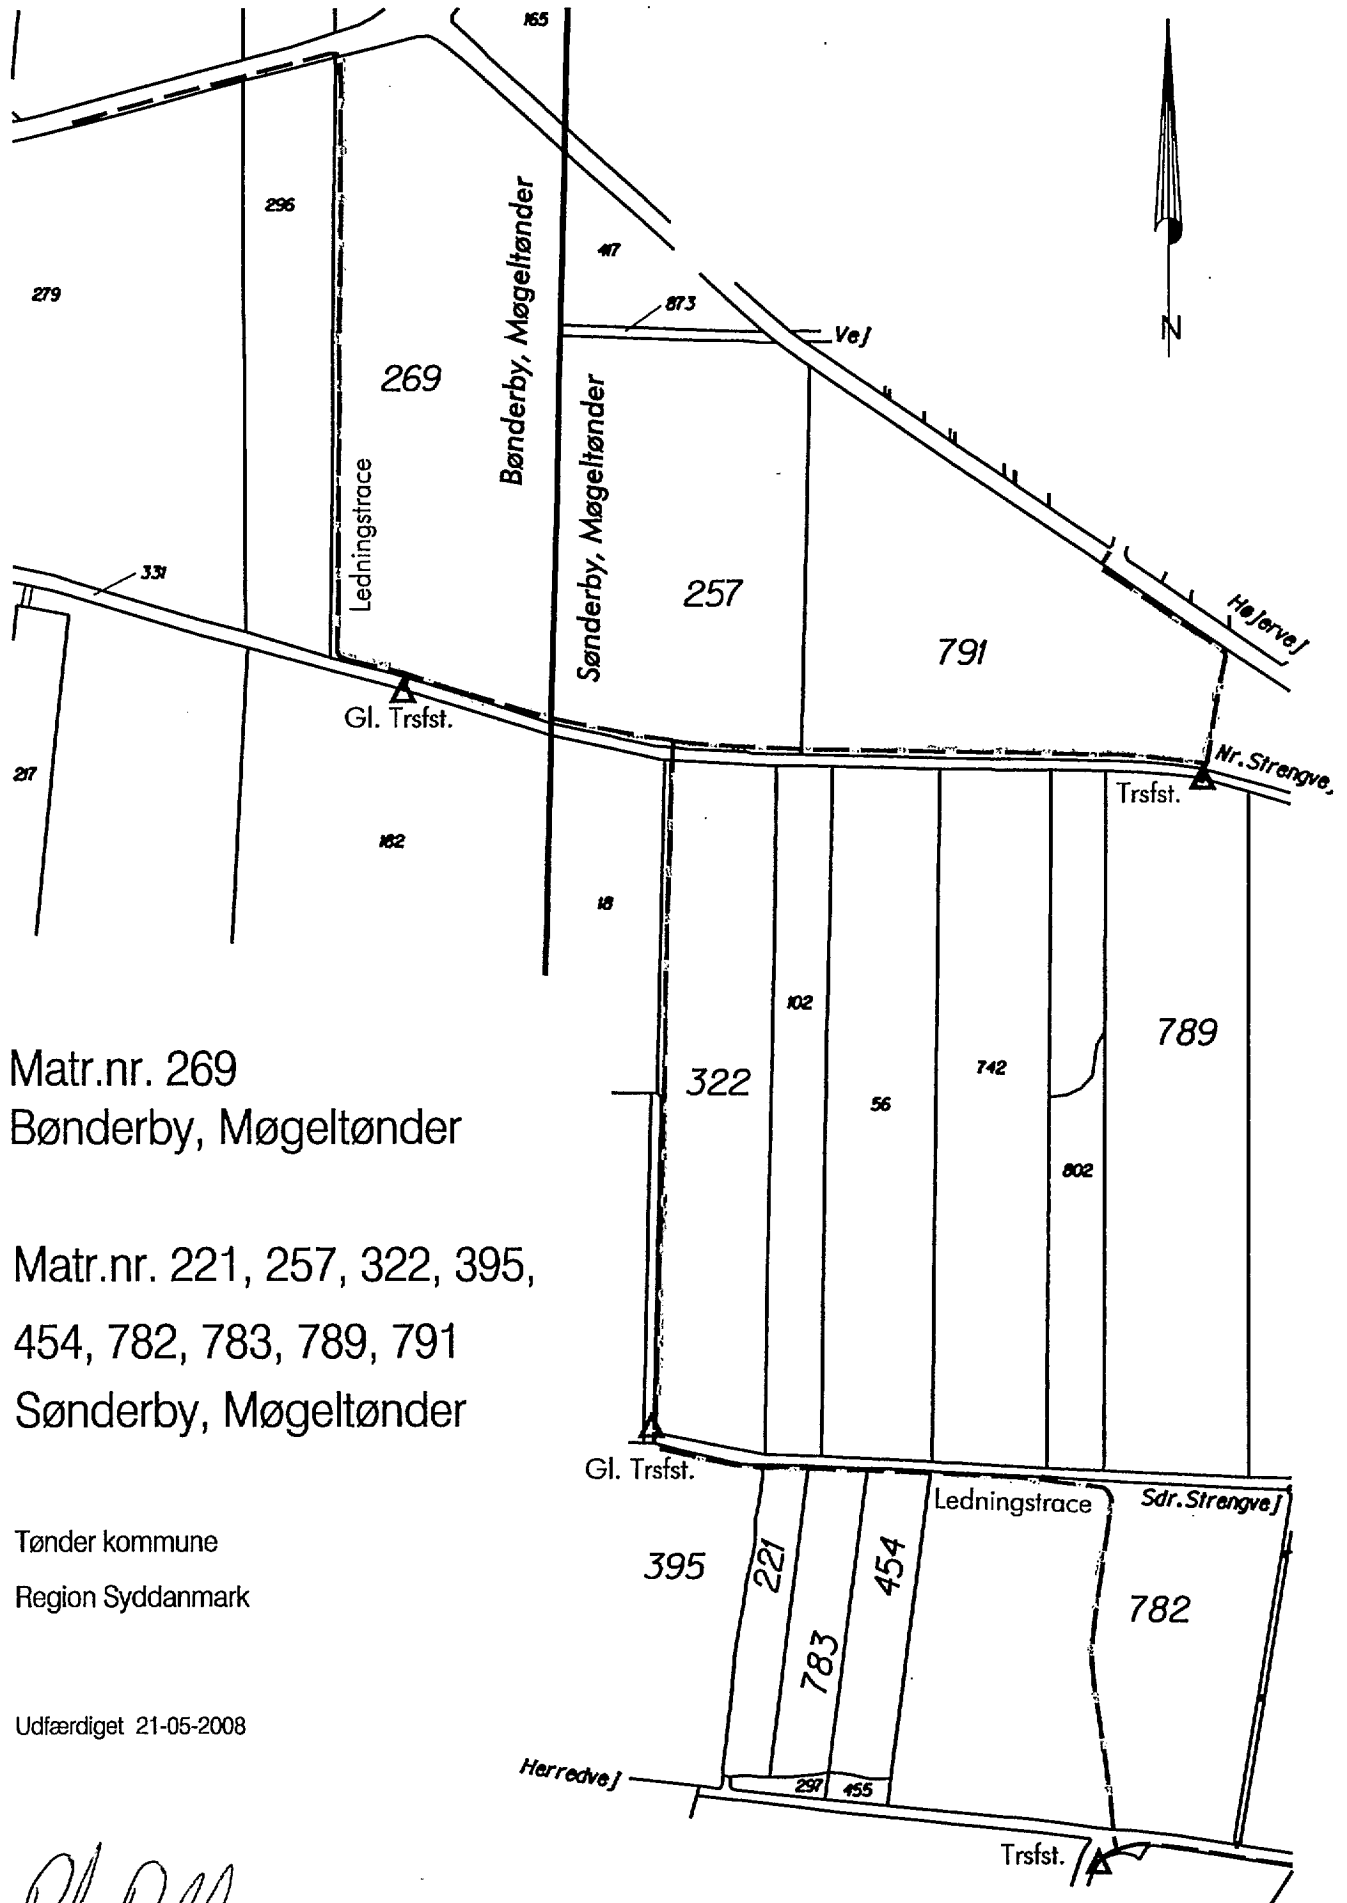 165
296
279
417
873
Vej
N
269
Bønderby, Møgeltønder
Sønderby, Møgeltønder
Ledningstrace
331
257
791
Højervej
Gl. Trsfst.
Nr. Strengve,
Trsfst.
217
182
18
102
322
56
742
789
802
Matr.nr. 269
Bønderby, Møgeltønder
Matr.nr. 221, 257, 322, 395,
454, 782, 783, 789, 791
Sønderby, Møgeltønder
Gl. Trsfst.
Ledningstrace
Sdr. Strengvej
395
221
783
454
782
Tønder kommune
Region Syddanmark
Udfærdiget 21-05-2008
Herredvej
297
455
Trsfst.